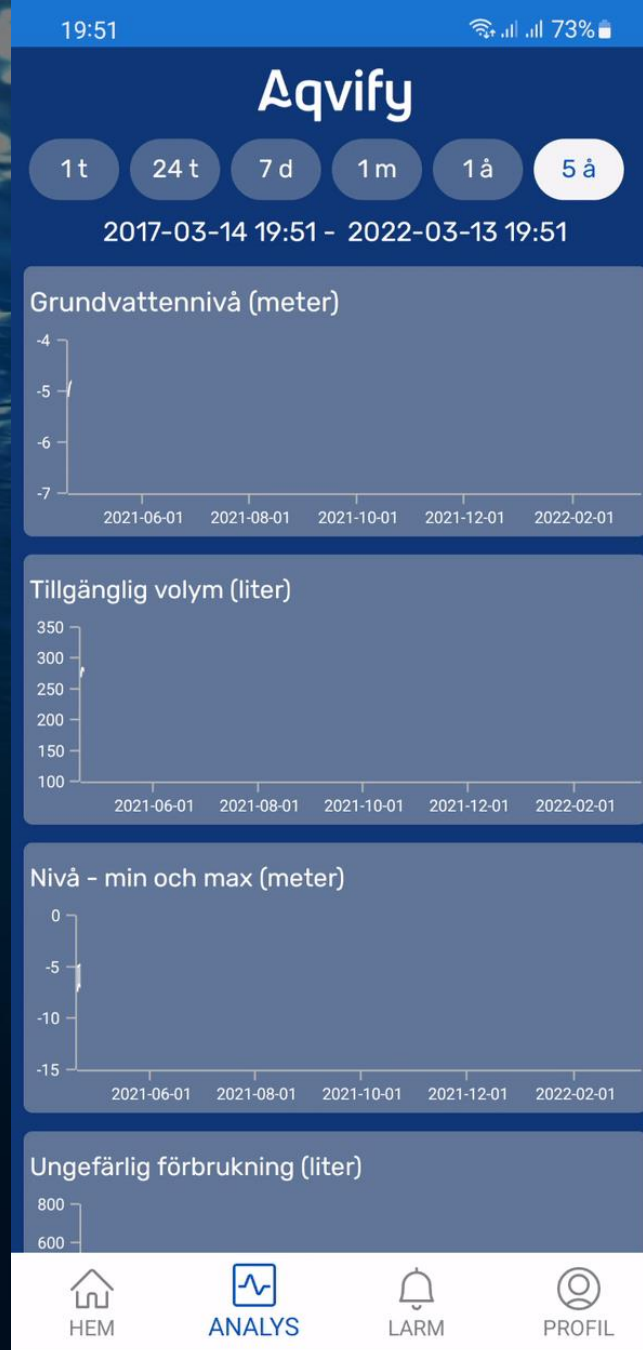 19:51 73%
Aqvify
1 t 24 t 7 d 1 m 1 å 5 å
2017-03-14 19:51 - 2022-03-13 19:51
Grundvattennivå (meter)
-4
-5
-6
-7
2021-06-01 2021-08-01 2021-10-01 2021-12-01 2022-02-01
Tillgänglig volym (liter)
350
300
250
200
150
100
2021-06-01 2021-08-01 2021-10-01 2021-12-01 2022-02-01
Nivå - min och max (meter)
0
-5
-10
-15
2021-06-01 2021-08-01 2021-10-01 2021-12-01 2022-02-01
Ungefärlig förbrukning (liter)
800
600
HEM ANALYS LARM PROFIL